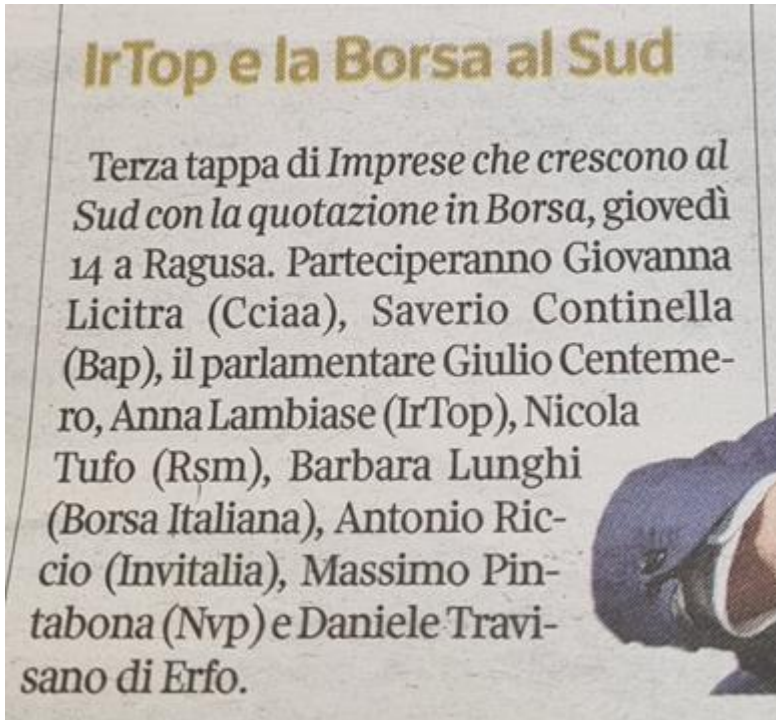 IrTop e la Borsa al Sud
Terza tappa di Imprese che crescono al
Sud con la quotazione in Borsa, giovedì
14 a Ragusa. Parteciperanno Giovanna
Licitra (Cciaa), Saverio Continella
(Bap), il parlamentare Giulio Centeme-
ro, Anna Lambiase (IrTop), Nicola
Tufo (Rsm), Barbara Lunghi
(Borsa Italiana), Antonio Ric-
cio (Invitalia), Massimo Pin-
tabona (Nvp) e Daniele Travi-
sano di Erfo.